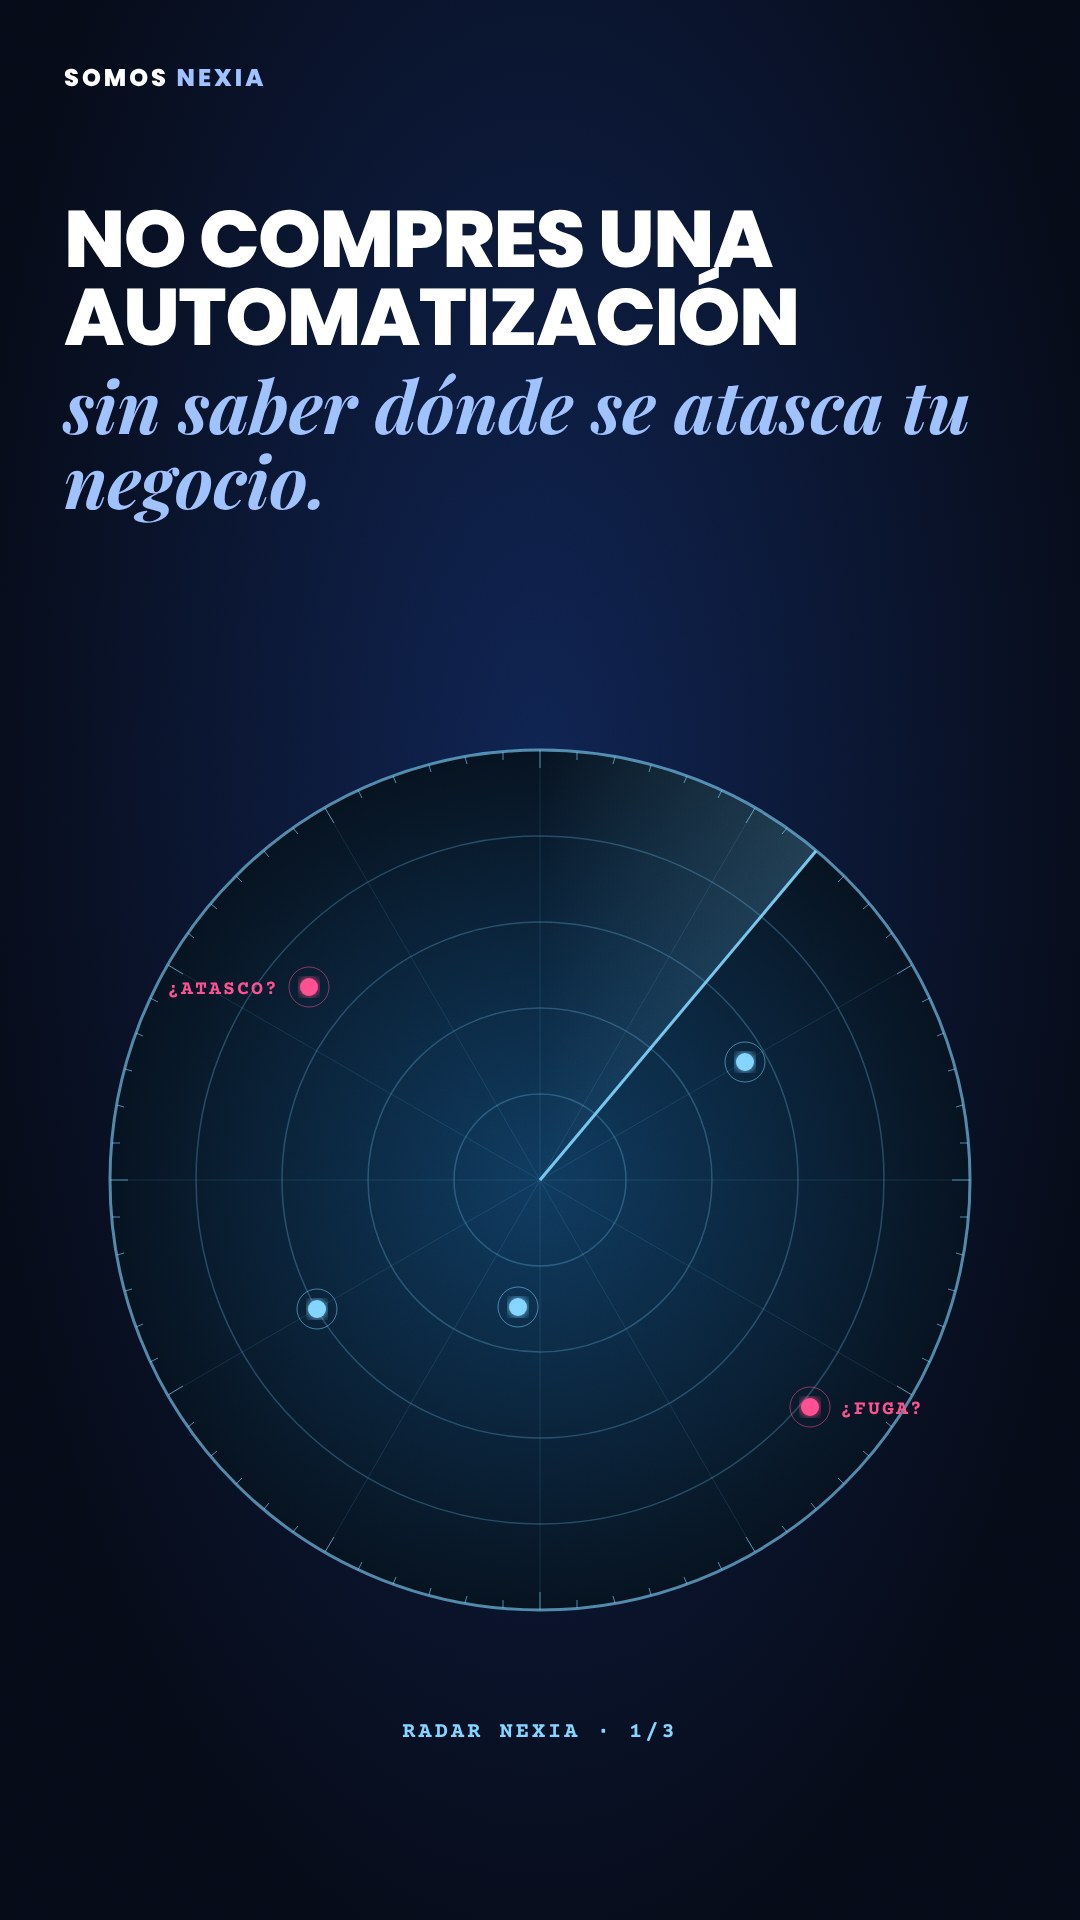 SOMOS NEXIA
NO COMPRES UNA
AUTOMATIZACIÓN
sin saber dónde se atasca tu
negocio.
¿ATASCO?
¿FUGA?
RADAR NEXIA · 1/3